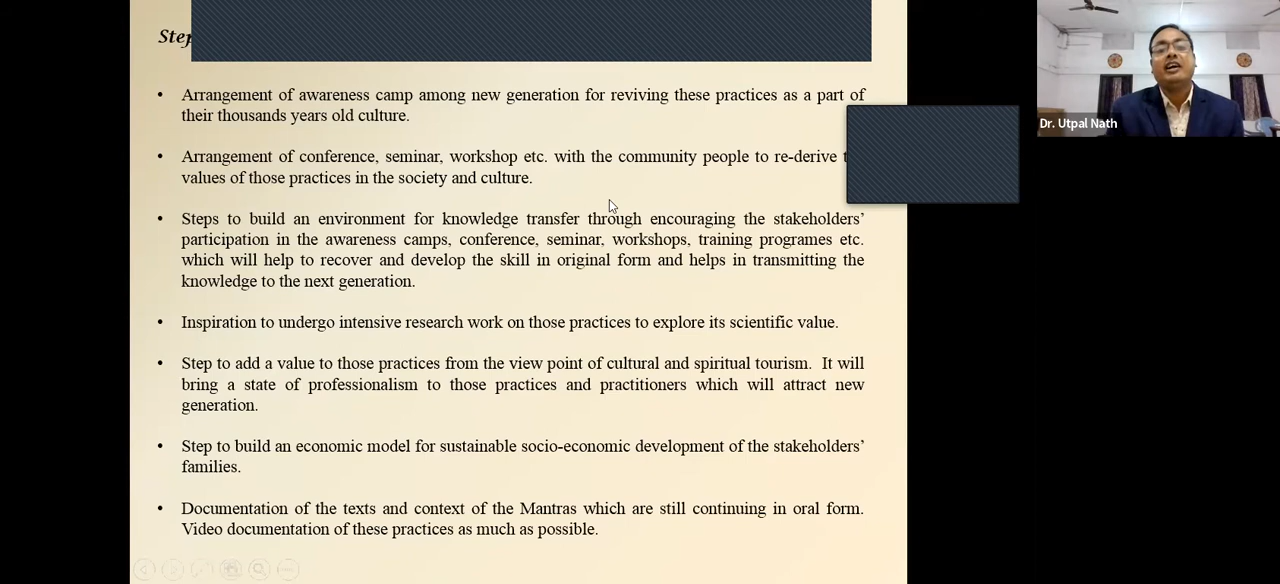 • Arrangement of awareness camp among new generation for reviving these practices as a part of
their thousands years old culture.
• Arrangement of conference, seminar, workshop etc. with the community people to re-derive
values of those practices in the society and culture.
• Steps to build an environment for knowledge transfer through encouraging the stakeholders’
participation in the awareness camps, conference, seminar, workshops, training programes etc.
which will help to recover and develop the skill in original form and helps in transmitting the
knowledge to the next generation.
• Inspiration to undergo intensive research work on those practices to explore its scientific value.
• Step to add a value to those practices from the view point of cultural and spiritual tourism. It will
bring a state of professionalism to those practices and practitioners which will attract new
generation.
• Step to build an economic model for sustainable socio-economic development of the stakeholders’
families.
• Documentation of the texts and context of the Mantras which are still continuing in oral form.
Video documentation of these practices as much as possible.
Dr. Utpal Nath